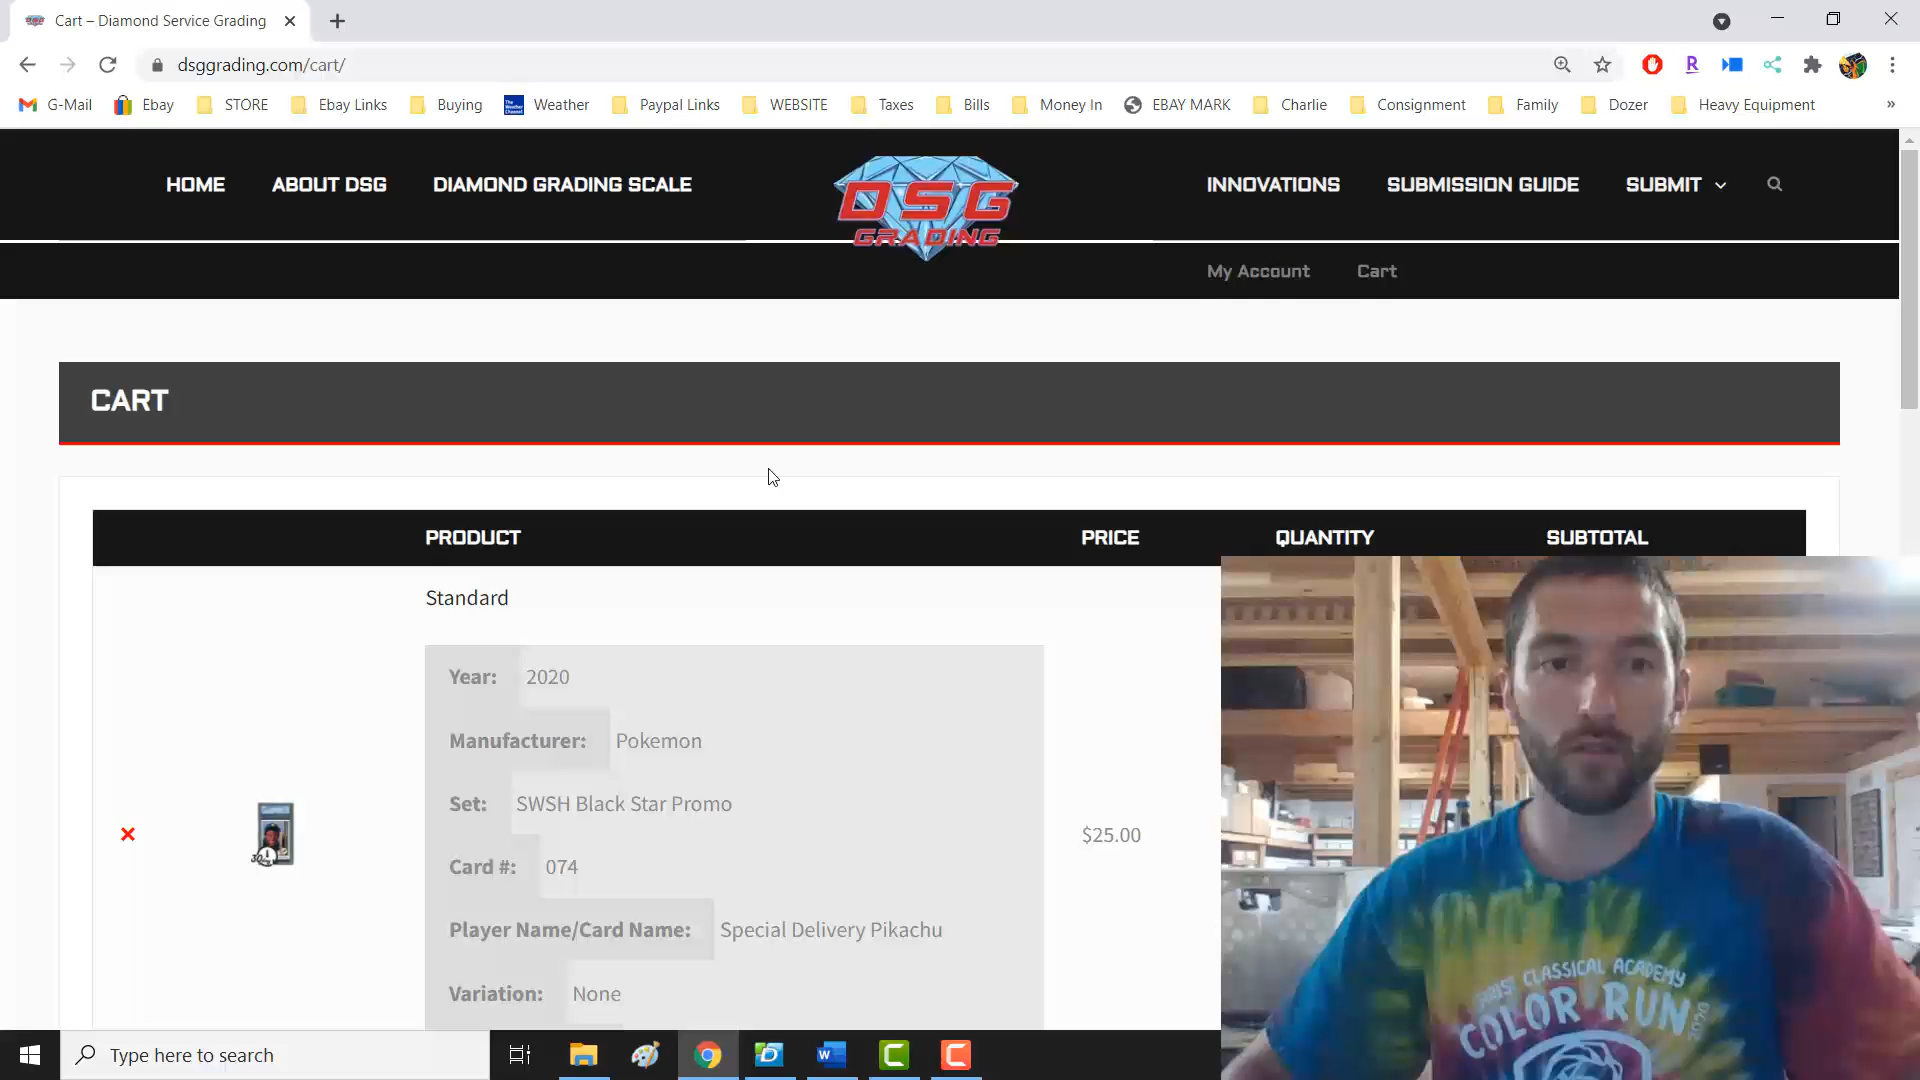 Cart – Diamond Service Grading
dsggrading.com/cart/
G-Mail Ebay STORE Ebay Links Buying Weather Paypal Links WEBSITE Taxes Bills Money In EBAY MARK Charlie Consignment Family Dozer Heavy Equipment
HOME ABOUT DSG DIAMOND GRADING SCALE DSG GRADING INNOVATIONS SUBMISSION GUIDE SUBMIT
My Account Cart
CART
PRODUCT PRICE QUANTITY SUBTOTAL
Standard
Year: 2020
Manufacturer: Pokemon
Set: SWSH Black Star Promo
Card #: 074
Player Name/Card Name: Special Delivery Pikachu
Variation: None
$25.00
CLASSICAL ACADEMY
COLOR RUN
Type here to search